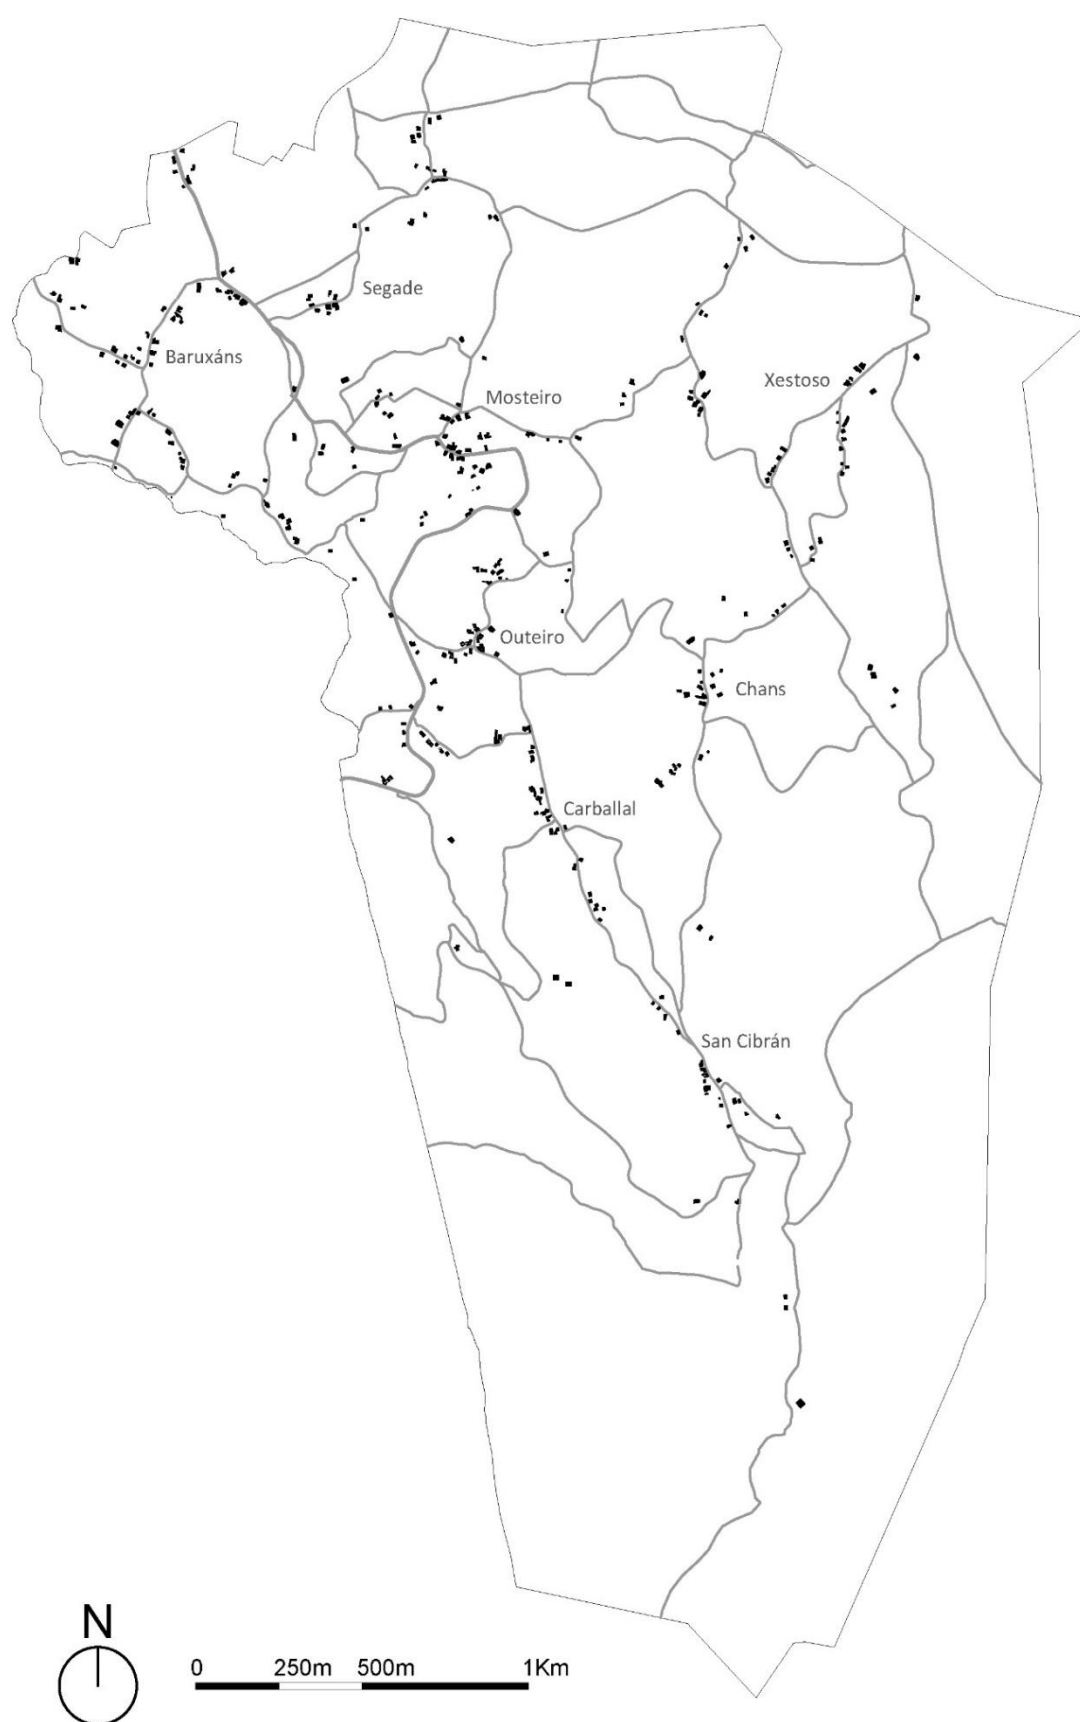 Segade
Baruxáns
Xestoso
Mosteiro
Outeiro
Chans
Carballal
San Cibrán
N
0 250m 500m 1Km